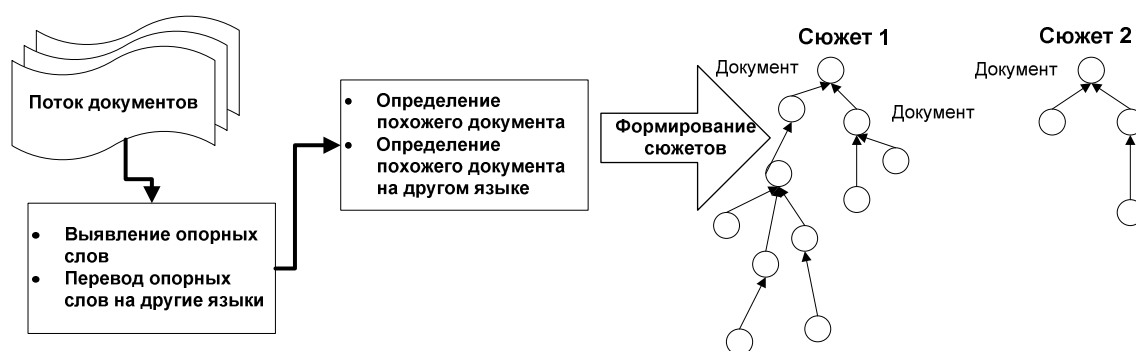 Поток документов
• Выявление опорных
слов
• Перевод опорных
слов на другие языки
• Определение
похожего документа
• Определение
похожего документа
на другом языке
Формирование
сюжетов
Сюжет 1
Документ
Документ
Сюжет 2
Документ